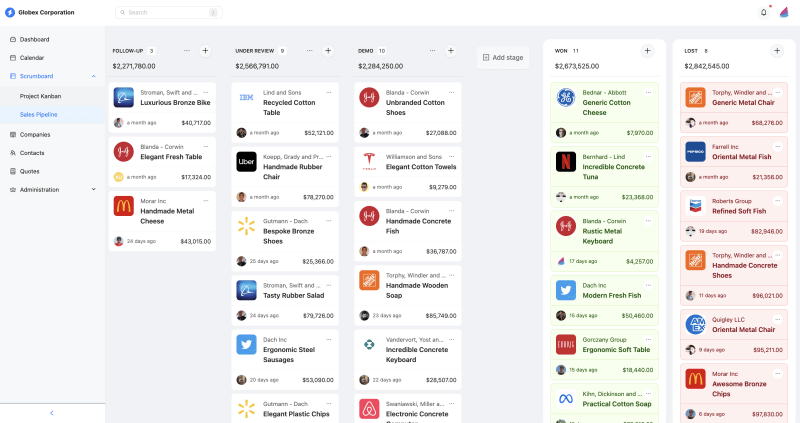 Globex Corporation
Search
/
Dashboard
Calendar
Scrumboard
Project Kanban
Sales Pipeline
Companies
Contacts
Quotes
Administration
FOLLOW-UP 3
$2,271,780.00
Stroman, Swift and ...
Luxurious Bronze Bike
a month ago $40,717.00
Blanda - Corwin
Elegant Fresh Table
a month ago $17,324.00
Morar Inc
Handmade Metal
Cheese
24 days ago $43,015.00
UNDER REVIEW 9
$2,566,791.00
IBM
Lind and Sons
Recycled Cotton
Table
a month ago $52,121.00
Uber
Koepp, Grady and Pr...
Handmade Rubber
Chair
a month ago $78,270.00
Gutmann - Dach
Bespoke Bronze
Shoes
25 days ago $25,366.00
Stroman, Swift and ...
Tasty Rubber Salad
24 days ago $79,726.00
Dach Inc
Ergonomic Steel
Sausages
20 days ago $53,090.00
Gutmann - Dach
Elegant Plastic Chips
DEMO 10
$2,284,250.00
Blanda - Corwin
Unbranded Cotton
Shoes
a month ago $27,088.00
TESLA
Williamson and Sons
Elegant Cotton Towels
a month ago $9,279.00
Blanda - Corwin
Handmade Concrete
Fish
a month ago $36,787.00
Torphy, Windler and ...
Handmade Wooden
Soap
23 days ago $85,749.00
Vandervort, Yost an...
Incredible Concrete
Keyboard
22 days ago $28,507.00
Swaniawski, Miller a...
Electronic Concrete
Add stage
WON 11
$2,673,525.00
Bednar - Abbott
Generic Cotton
Cheese
a month ago $7,970.00
Bernhard - Lind
Incredible Concrete
Tuna
a month ago $23,368.00
Blanda - Corwin
Rustic Metal
Keyboard
17 days ago $4,257.00
Dach Inc
Modern Fresh Fish
16 days ago $50,460.00
Gorczany Group
Ergonomic Soft Table
15 days ago $18,440.00
Kihn, Dickinson and ...
Practical Cotton Soap
LOST 8
$2,842,545.00
Torphy, Windler and ...
Generic Metal Chair
a month ago $68,276.00
PEPSICO
Farrell Inc
Oriental Metal Fish
a month ago $21,356.00
Roberts Group
Refined Soft Fish
19 days ago $82,946.00
Torphy, Windler and ...
Handmade Concrete
Shoes
11 days ago $96,021.00
AMEX
Quigley LLC
Oriental Metal Chair
9 days ago $95,211.00
Morar Inc
Awesome Bronze
Chips
6 days ago $97,830.00